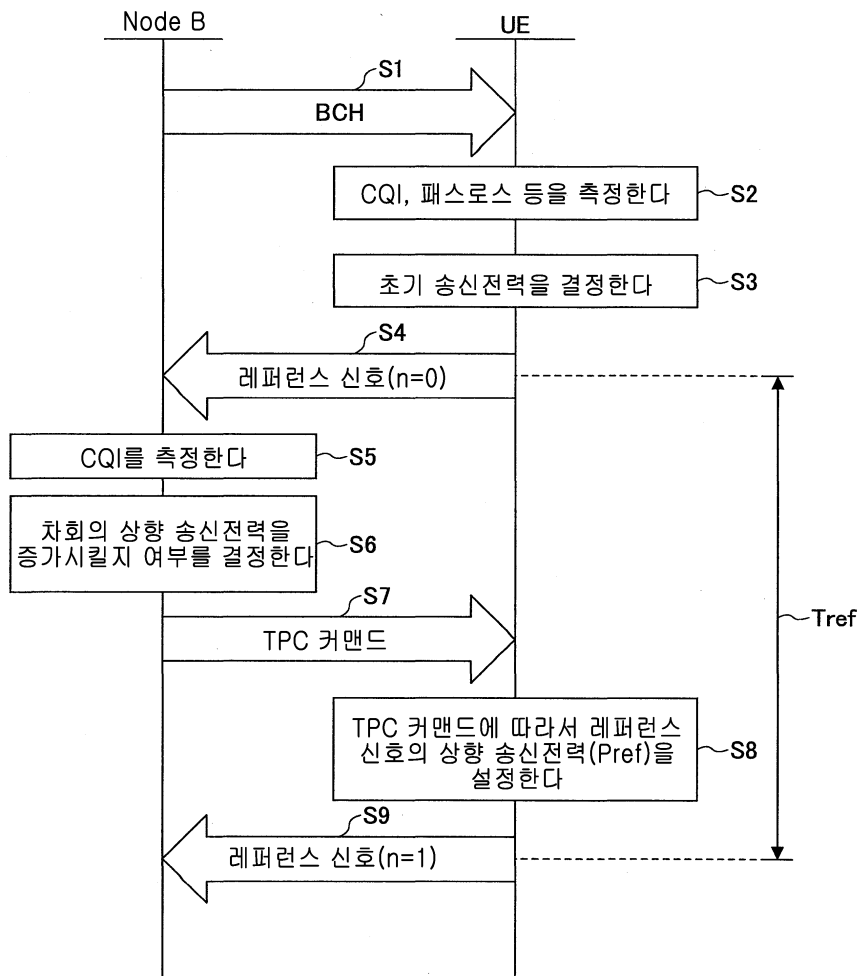 Node B
UE
S1
BCH
CQI, 패스로스 등을 측정한다
S2
초기 송신전력을 결정한다
S3
S4
레퍼런스 신호(n=0)
CQI를 측정한다
S5
차회의 상향 송신전력을
증가시킬지 여부를 결정한다
S6
S7
TPC 커맨드
Tref
TPC 커맨드에 따라서 레퍼런스
신호의 상향 송신전력(Pref)을
설정한다
S8
S9
레퍼런스 신호(n=1)